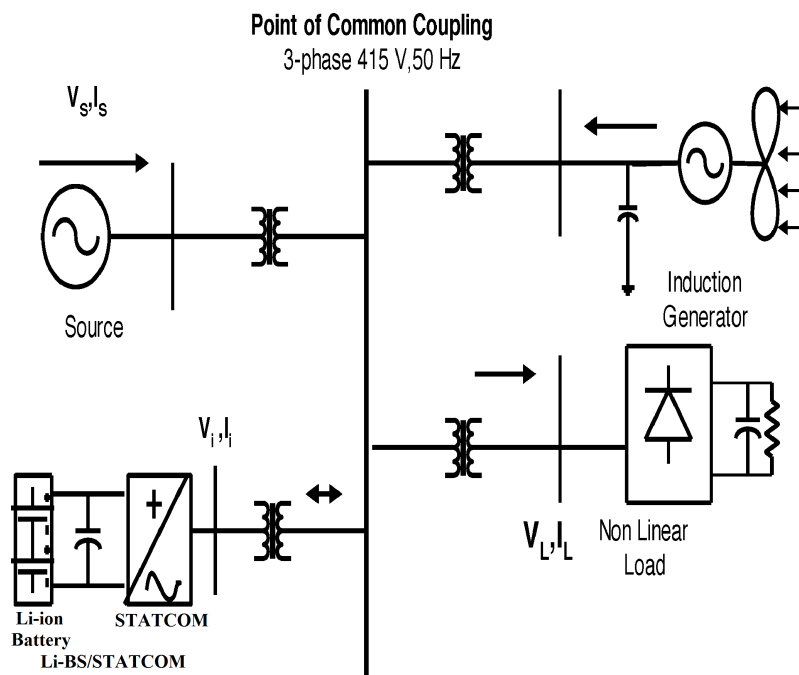 Point of Common Coupling
3-phase 415 V,50 Hz
Vs,Is
Source
Induction
Generator
Vi,Ii
VL,IL
Non Linear
Load
Li-ion
Battery
STATCOM
Li-BS/STATCOM